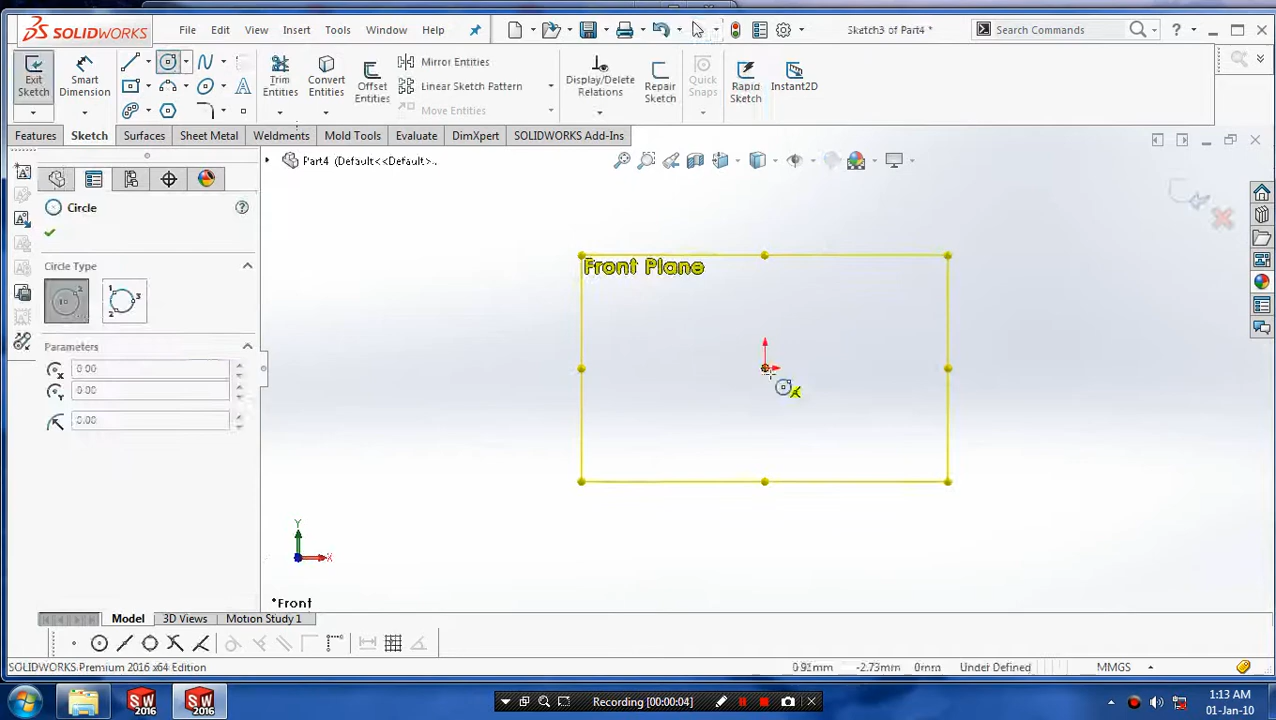 SOLIDWORKS
File Edit View Insert Tools Window Help
Sketch3 of Part4 *
Search Commands
Exit Sketch
Smart Dimension
Trim Entities
Convert Entities
Offset Entities
Mirror Entities
Linear Sketch Pattern
Move Entities
Display/Delete Relations
Repair Sketch
Quick Snaps
Rapid Sketch
Instant2D
Features Sketch Surfaces Sheet Metal Weldments Mold Tools Evaluate DimXpert SOLIDWORKS Add-Ins
Part4 (Default<<Default>..
Circle
Circle Type
Parameters
0.00
0.00
0.00
Front Plane
Y
X
*Front
Model 3D Views Motion Study 1
SOLIDWORKS Premium 2016 x64 Edition
0.91mm -2.73mm 0mm Under Defined MMGS
SW 2016
SW 2016
Recording [00:00:04]
1:13 AM
01-Jan-10